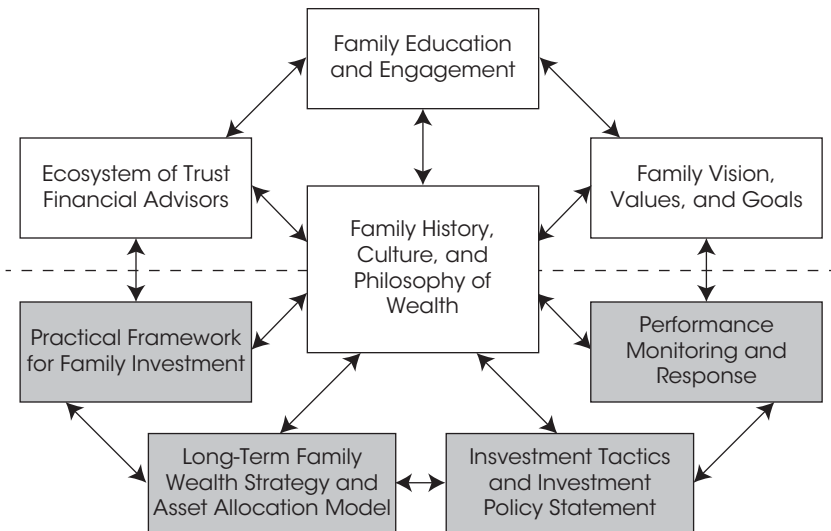 Family Education
and Engagement
Ecosystem of Trust
Financial Advisors
Family Vision,
Values, and Goals
Family History,
Culture, and
Philosophy of
Wealth
Practical Framework
for Family Investment
Performance
Monitoring and
Response
Long-Term Family
Wealth Strategy and
Asset Allocation Model
Insvestment Tactics
and Investment
Policy Statement